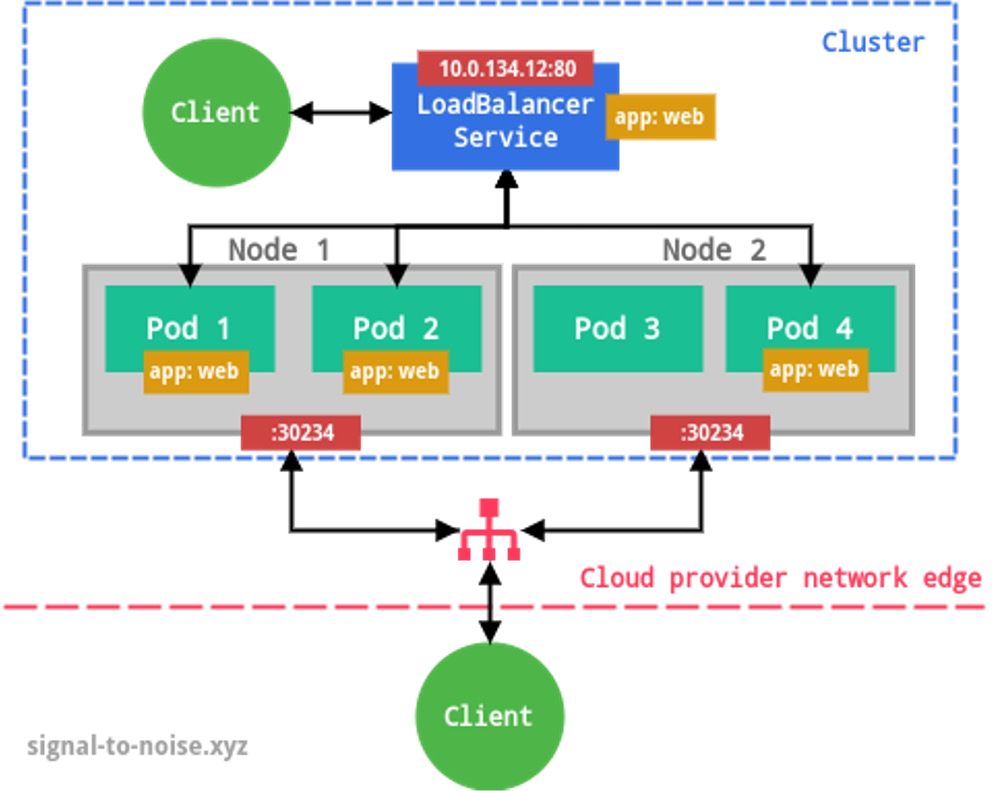 Cluster
10.0.134.12:80
Client
LoadBalancer
Service
app: web
Node 1
Node 2
Pod 1
Pod 2
Pod 3
Pod 4
app: web
app: web
app: web
:30234
:30234
Cloud provider network edge
Client
signal-to-noise.xyz